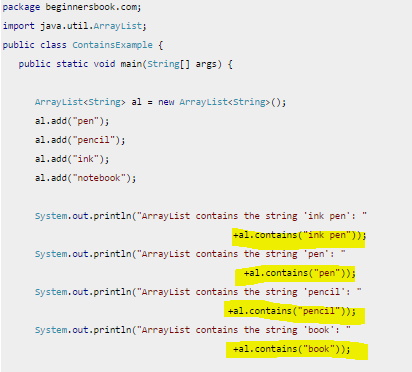 package beginnersbook.com;
import java.util.ArrayList;
public class ContainsExample {
public static void main(String[] args) {
ArrayList<String> al = new ArrayList<String>();
al.add("pen");
al.add("pencil");
al.add("ink");
al.add("notebook");
System.out.println("ArrayList contains the string 'ink pen': "
+al.contains("ink pen"));
System.out.println("ArrayList contains the string 'pen': "
+al.contains("pen"));
System.out.println("ArrayList contains the string 'pencil': "
+al.contains("pencil"));
System.out.println("ArrayList contains the string 'book': "
+al.contains("book"));